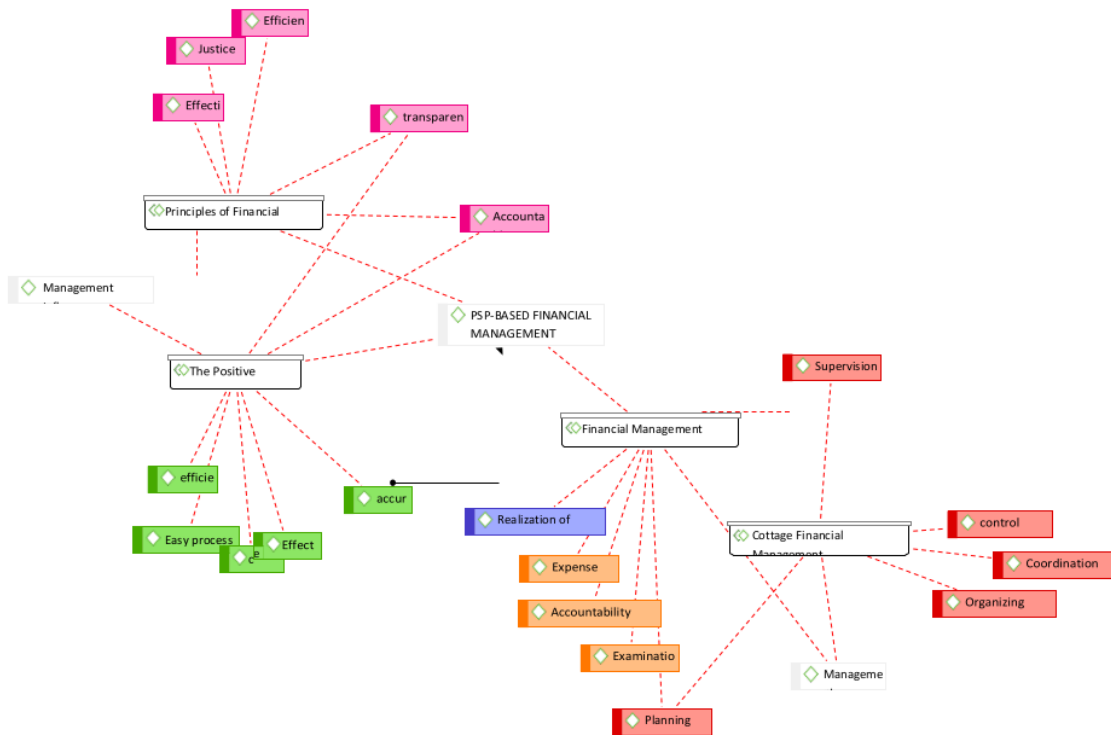 Efficien
Justice
Effecti
transparen
Principles of Financial
Accounta
Management
PSP-BASED FINANCIAL
MANAGEMENT
The Positive
Supervision
Financial Management
efficie
accur
Realization of
control
Easy process
Effect
Cottage Financial
Management
Expense
Coordination
Accountability
Organizing
Examinatio
Manageme
Planning